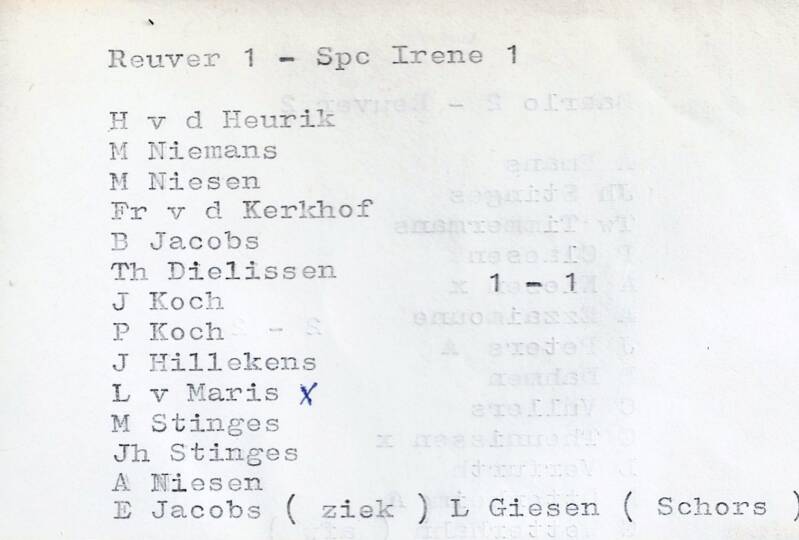 Reuver 1 - Spc Irene 1
H v d Heurik
M Niemans
M Niesen
Fr v d Kerkhof
B Jacobs
Th Dielissen
1 - 1
J Koch
P Koch
J Hillekens
L v Maris X
M Stinges
Jh Stinges
A Niesen
E Jacobs ( ziek ) L Giesen ( Schors )